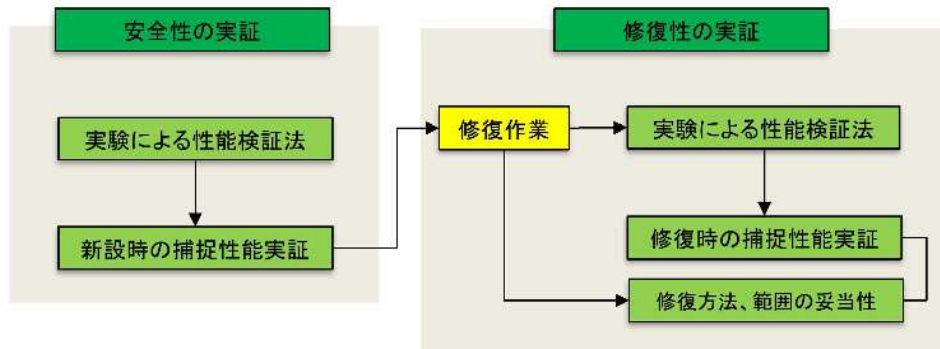 安全性の実証
実験による性能検証法
新設時の捕捉性能実証
修復性の実証
修復作業
実験による性能検証法
修復時の捕捉性能実証
修復方法、範囲の妥当性